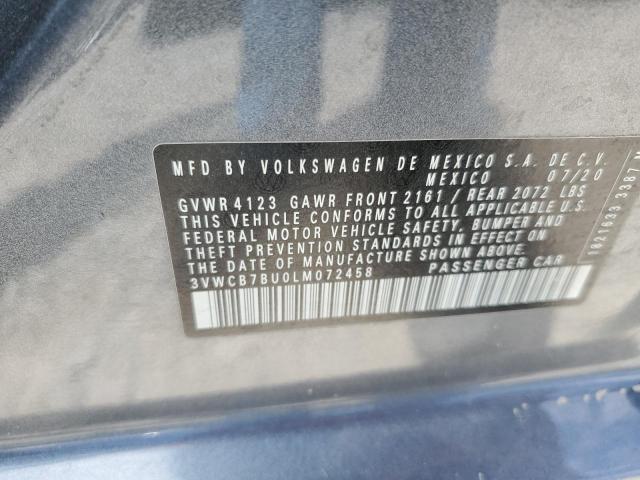 MFD BY VOLKSWAGEN DE MEXICO S.A. DE C.V.
MEXICO 07/20
GVWR 4123 GAWR FRONT 2161 / REAR 2072 LBS
THIS VEHICLE CONFORMS TO ALL APPLICABLE U.S.
FEDERAL MOTOR VEHICLE SAFETY, BUMPER AND
THEFT PREVENTION STANDARDS IN EFFECT ON
THE DATE OF MANUFACTURE SHOWN ABOVE.
3VWCB7BU0LM072458 PASSENGER CAR
1821633 3387 M